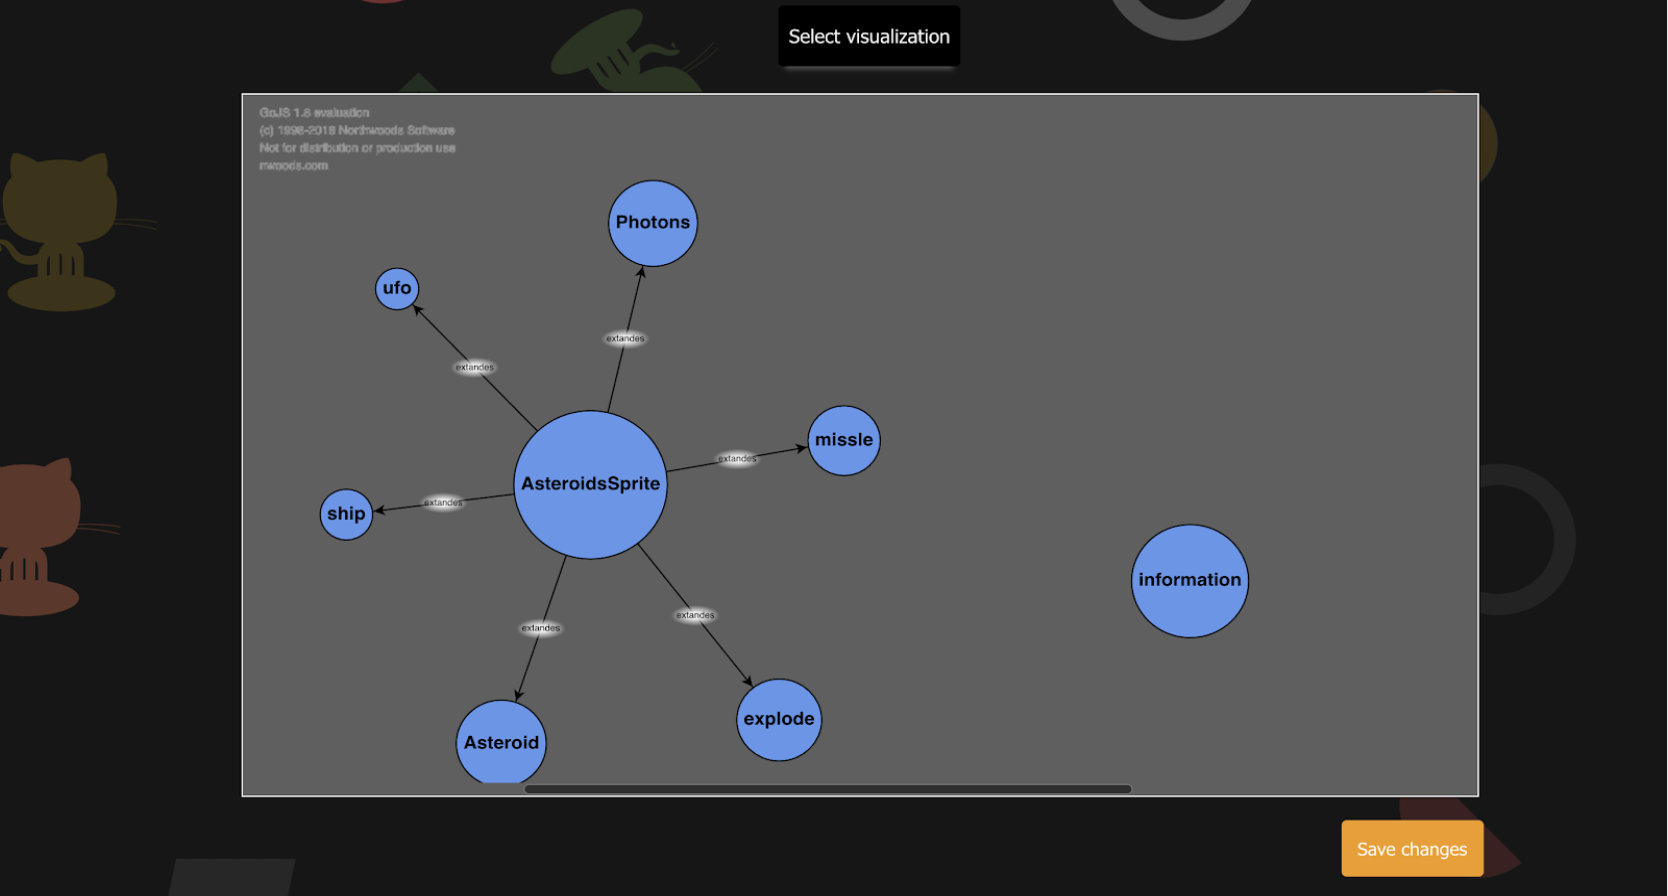 Select visualization
GoJS 1.8 evaluation
(c) 1998-2018 Northwoods Software
Not for distribution or production use
nwoods.com
Photons
ufo
extandes
extandes
missle
extandes
AsteroidsSprite
extandes
ship
information
extandes
extandes
explode
Asteroid
Save changes